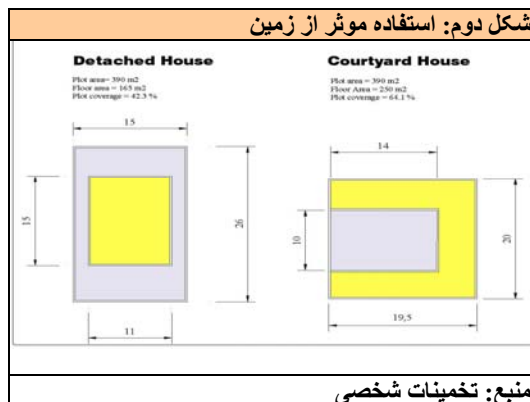 شکل دوم: استفاده موثر از زمین
Detached House
Plot area= 390 m2
Floor area = 165 m2
Plot coverage = 42.3 %
15
15
26
11
Courtyard House
Plot area = 390 m2
Floor Area = 250 m2
Plot coverage = 64.1 %
14
10
20
19,5
منبع: تخمینات شخصی